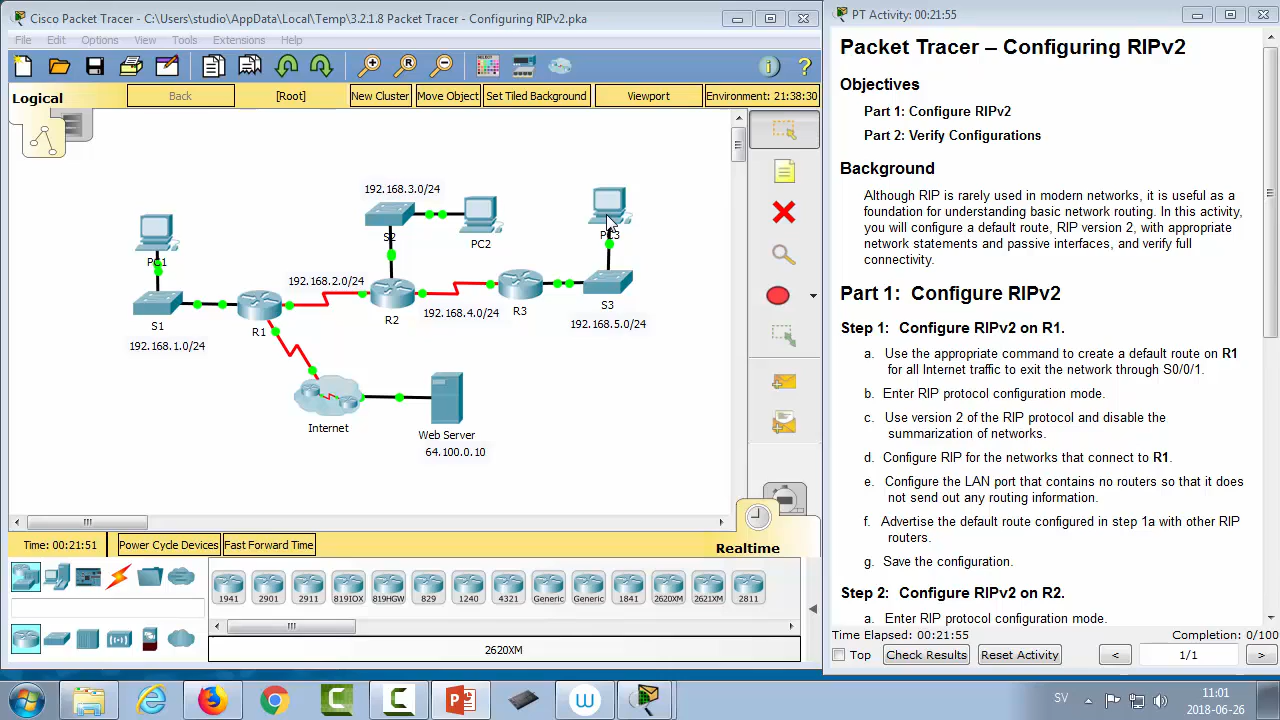 Cisco Packet Tracer - C:\Users\studio\AppData\Local\Temp\3.2.1.8 Packet Tracer - Configuring RIPv2.pka
File Edit Options View Tools Extensions Help
Logical
Back
[Root]
New Cluster
Move Object
Set Tiled Background
Viewport
Environment: 21:38:30
192.168.3.0/24
S2
PC2
PC3
PC1
192.168.2.0/24
S1
R1
R2
192.168.4.0/24
R3
S3
192.168.1.0/24
192.168.5.0/24
Internet
Web Server
64.100.0.10
Time: 00:21:51
Power Cycle Devices
Fast Forward Time
Realtime
1941 2901 2911 819IOX 819HGW 829 1240 4321 Generic Generic 1841 2620XM 2621XM 2811
2620XM
PT Activity: 00:21:55
Packet Tracer – Configuring RIPv2
Objectives
Part 1: Configure RIPv2
Part 2: Verify Configurations
Background
Although RIP is rarely used in modern networks, it is useful as a
foundation for understanding basic network routing. In this activity,
you will configure a default route, RIP version 2, with appropriate
network statements and passive interfaces, and verify full
connectivity.
Part 1: Configure RIPv2
Step 1: Configure RIPv2 on R1.
a. Use the appropriate command to create a default route on R1
for all Internet traffic to exit the network through S0/0/1.
b. Enter RIP protocol configuration mode.
c. Use version 2 of the RIP protocol and disable the
summarization of networks.
d. Configure RIP for the networks that connect to R1.
e. Configure the LAN port that contains no routers so that it does
not send out any routing information.
f. Advertise the default route configured in step 1a with other RIP
routers.
g. Save the configuration.
Step 2: Configure RIPv2 on R2.
a. Enter RIP protocol configuration mode.
Time Elapsed: 00:21:55
Completion: 0/100
Top
Check Results
Reset Activity
<
1/1
>
SV
11:01
2018-06-26